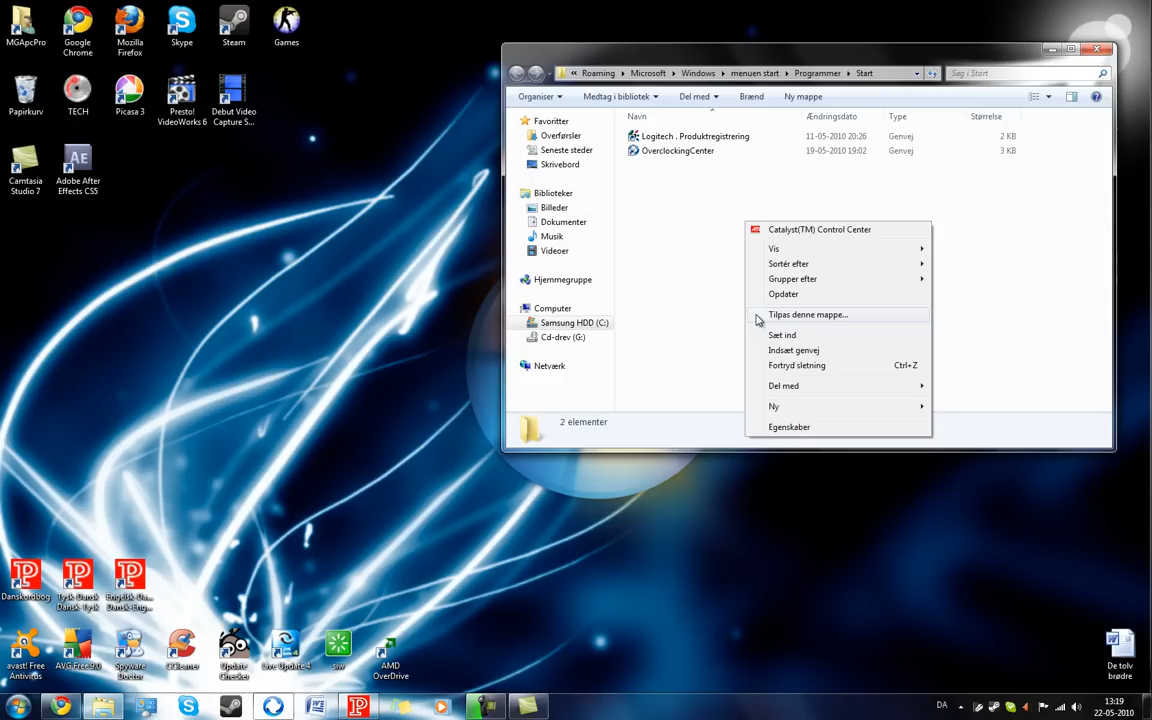 MGApcPro
Google Chrome
Mozilla Firefox
Skype
Steam
Games
Papirkurv
TECH
Picasa 3
Presto! VideoWorks 6
Debut Video Capture S...
Camtasia Studio 7
Adobe After Effects CS5
« Roaming Microsoft Windows menuen start Programmer Start
Søg i Start
Organiser Medtag i bibliotek Del med Brænd Ny mappe
Navn Ændringsdato Type Størrelse
Logitech . Produktregistrering 11-05-2010 20:26 Genvej 2 KB
OverclockingCenter 19-05-2010 19:02 Genvej 3 KB
Favoritter
Overførsler
Seneste steder
Skrivebord
Biblioteker
Billeder
Dokumenter
Musik
Videoer
Hjemmegruppe
Computer
Samsung HDD (C:)
Cd-drev (G:)
Netværk
Catalyst(TM) Control Center
Vis
Sortér efter
Grupper efter
Opdater
Tilpas denne mappe...
Sæt ind
Indsæt genvej
Fortryd sletning Ctrl+Z
Del med
Ny
Egenskaber
2 elementer
Danskordbog
Tysk-Dansk Dansk-Tysk
Engelsk-Da... Dansk-Eng...
avast! Free Antivirus
AVG Free 9.0
Spyware Doctor
CCleaner
Update Checker
Live Update 4
siw
AMD OverDrive
De tolv brødre
DA
13:19
22-05-2010